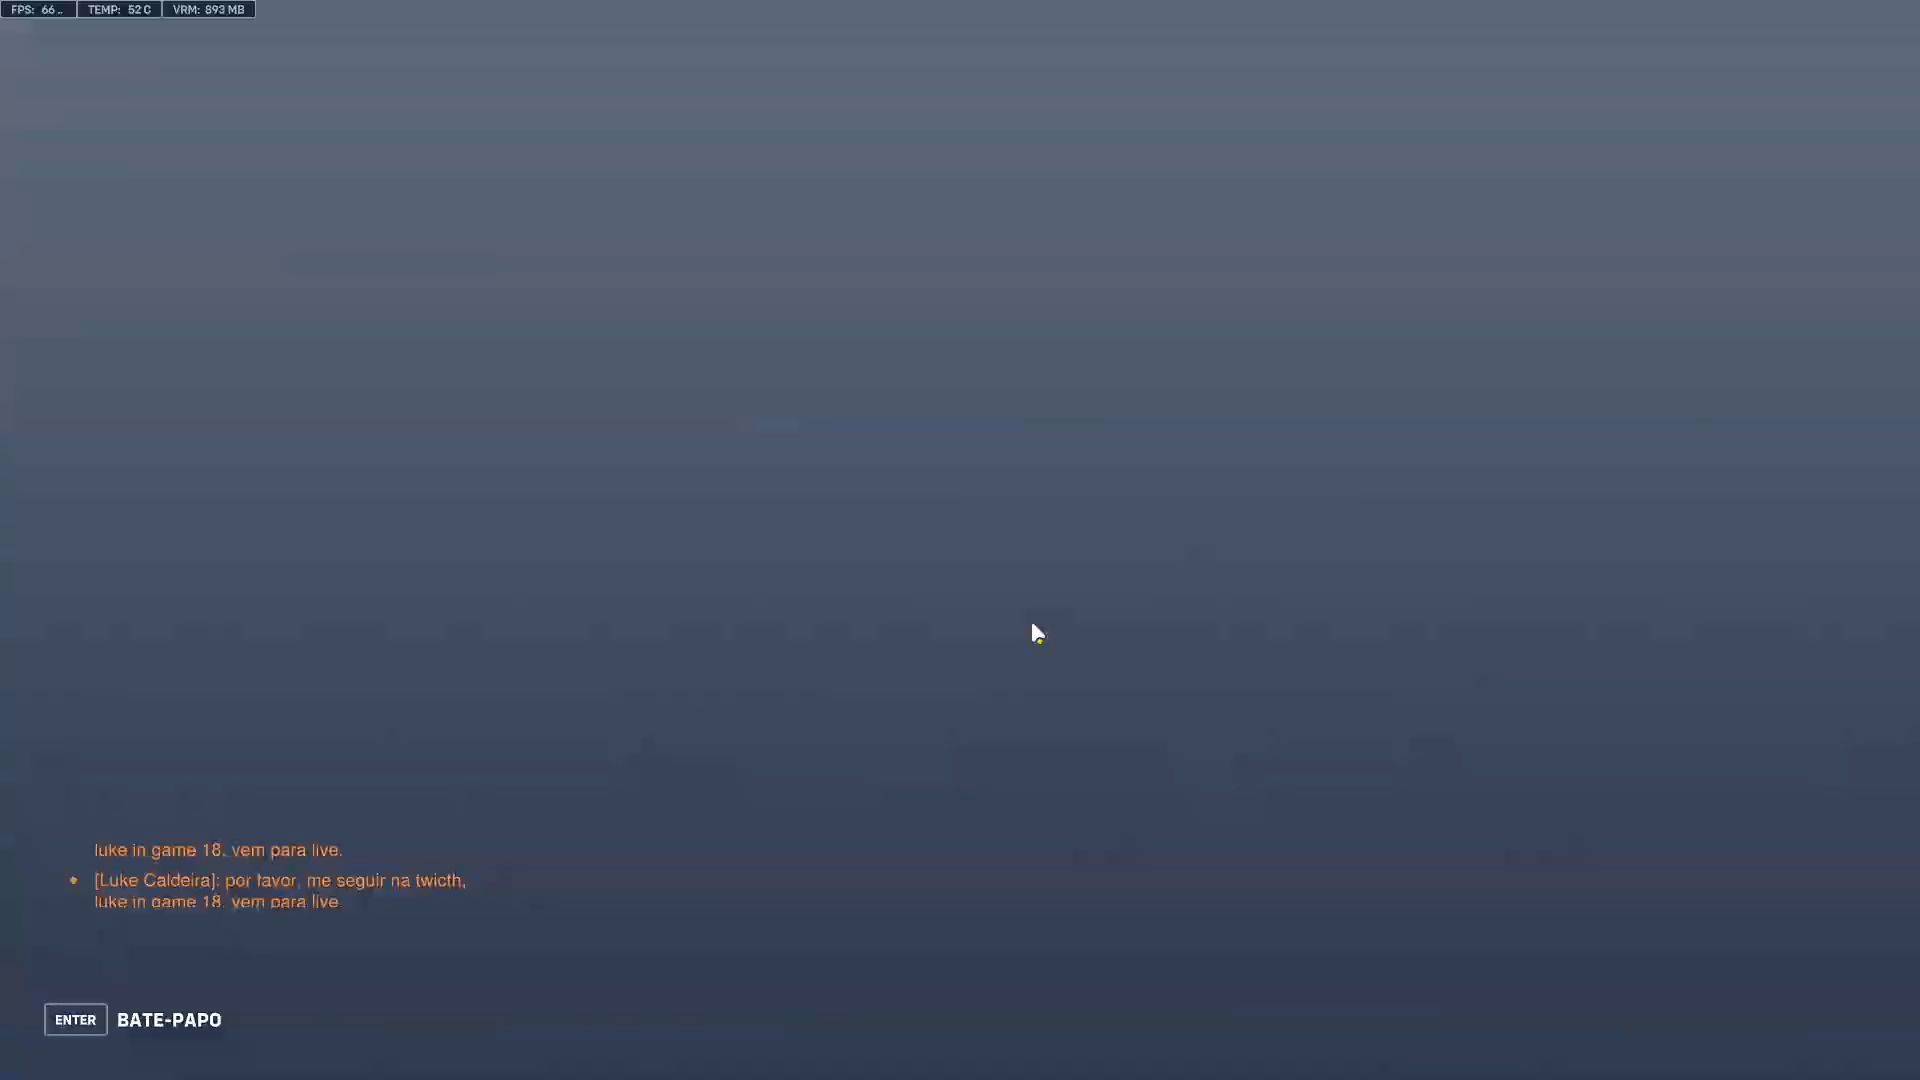 FPS: 66 ..
TEMP: 52 C
VRM: 893 MB
luke in game 18. vem para live.
[Luke Caldeira]: por favor, me seguir na twicth,
luke in game 18. vem para live.
ENTER BATE-PAPO